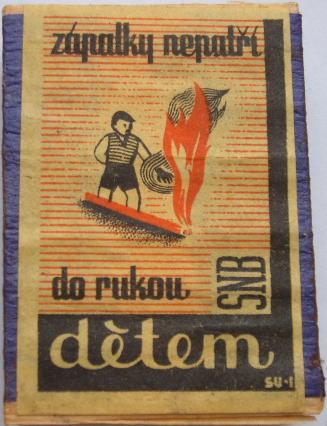 zápalky nepatří
do rukou
SNB
dětem
SU-1